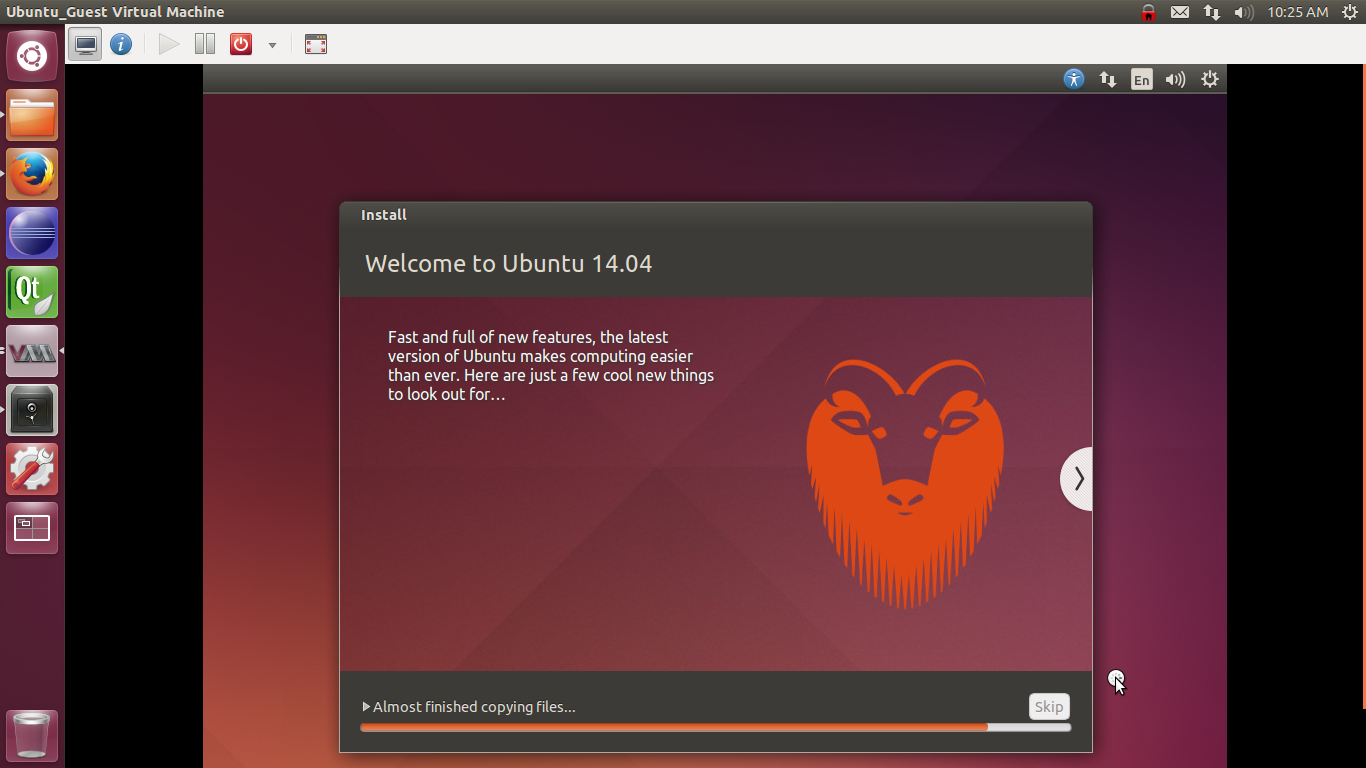 Ubuntu_Guest Virtual Machine
10:25 AM
En
Qt
VM
Install
Welcome to Ubuntu 14.04
Fast and full of new features, the latest
version of Ubuntu makes computing easier
than ever. Here are just a few cool new things
to look out for…
Almost finished copying files...
Skip